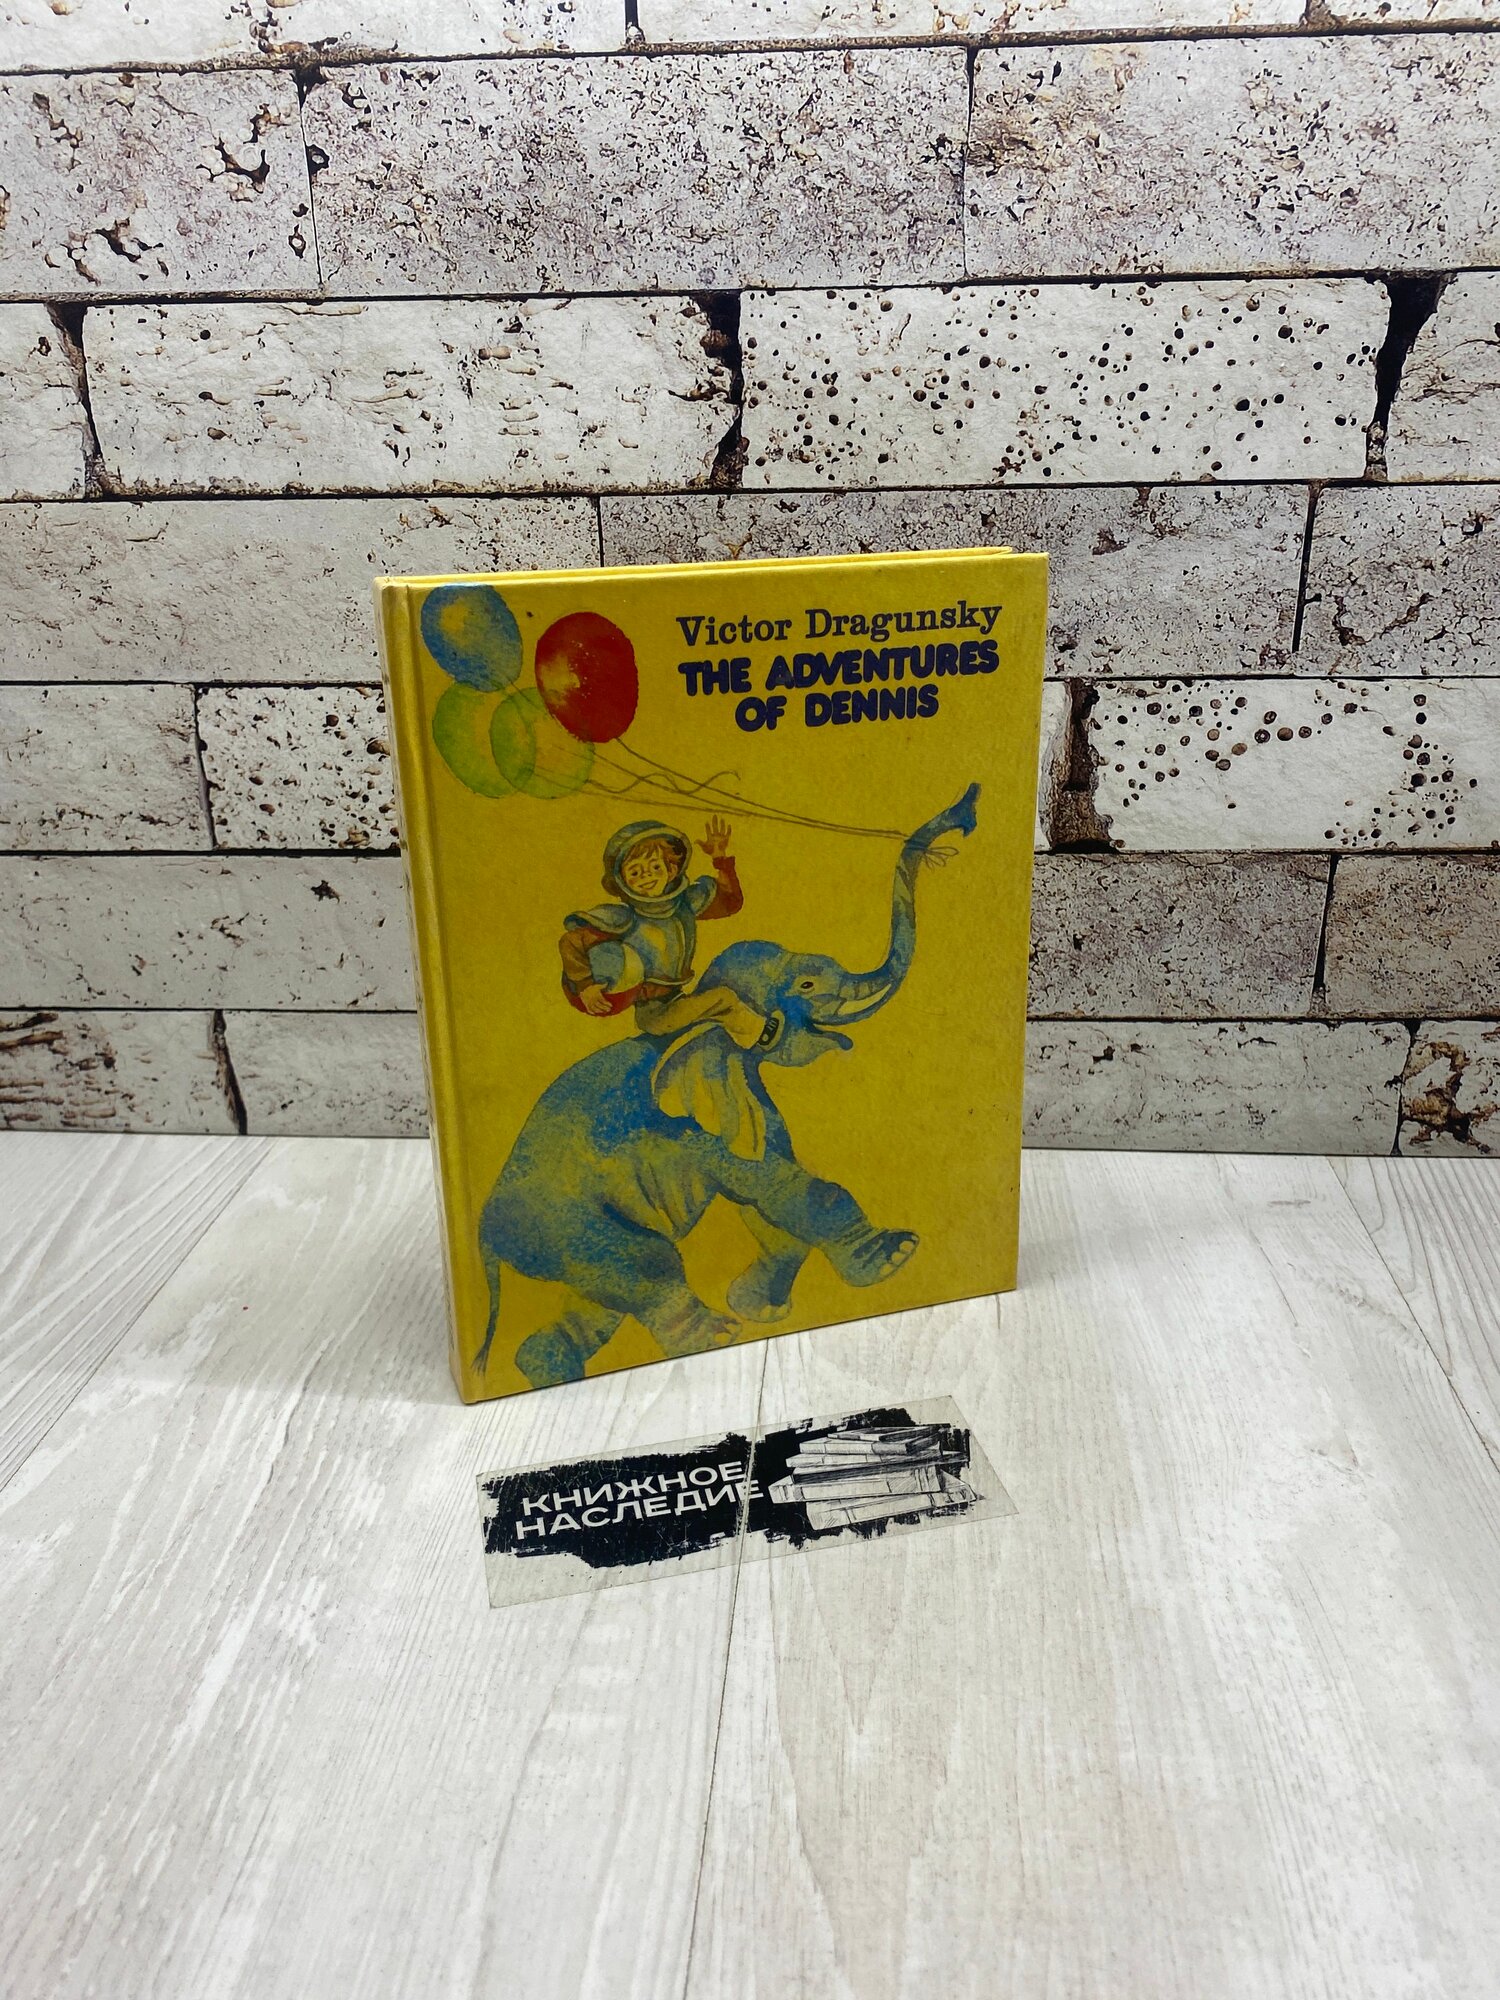 Victor Dragunsky
THE ADVENTURES
OF DENNIS
КНИЖНОЕ
НАСЛЕДИЕ